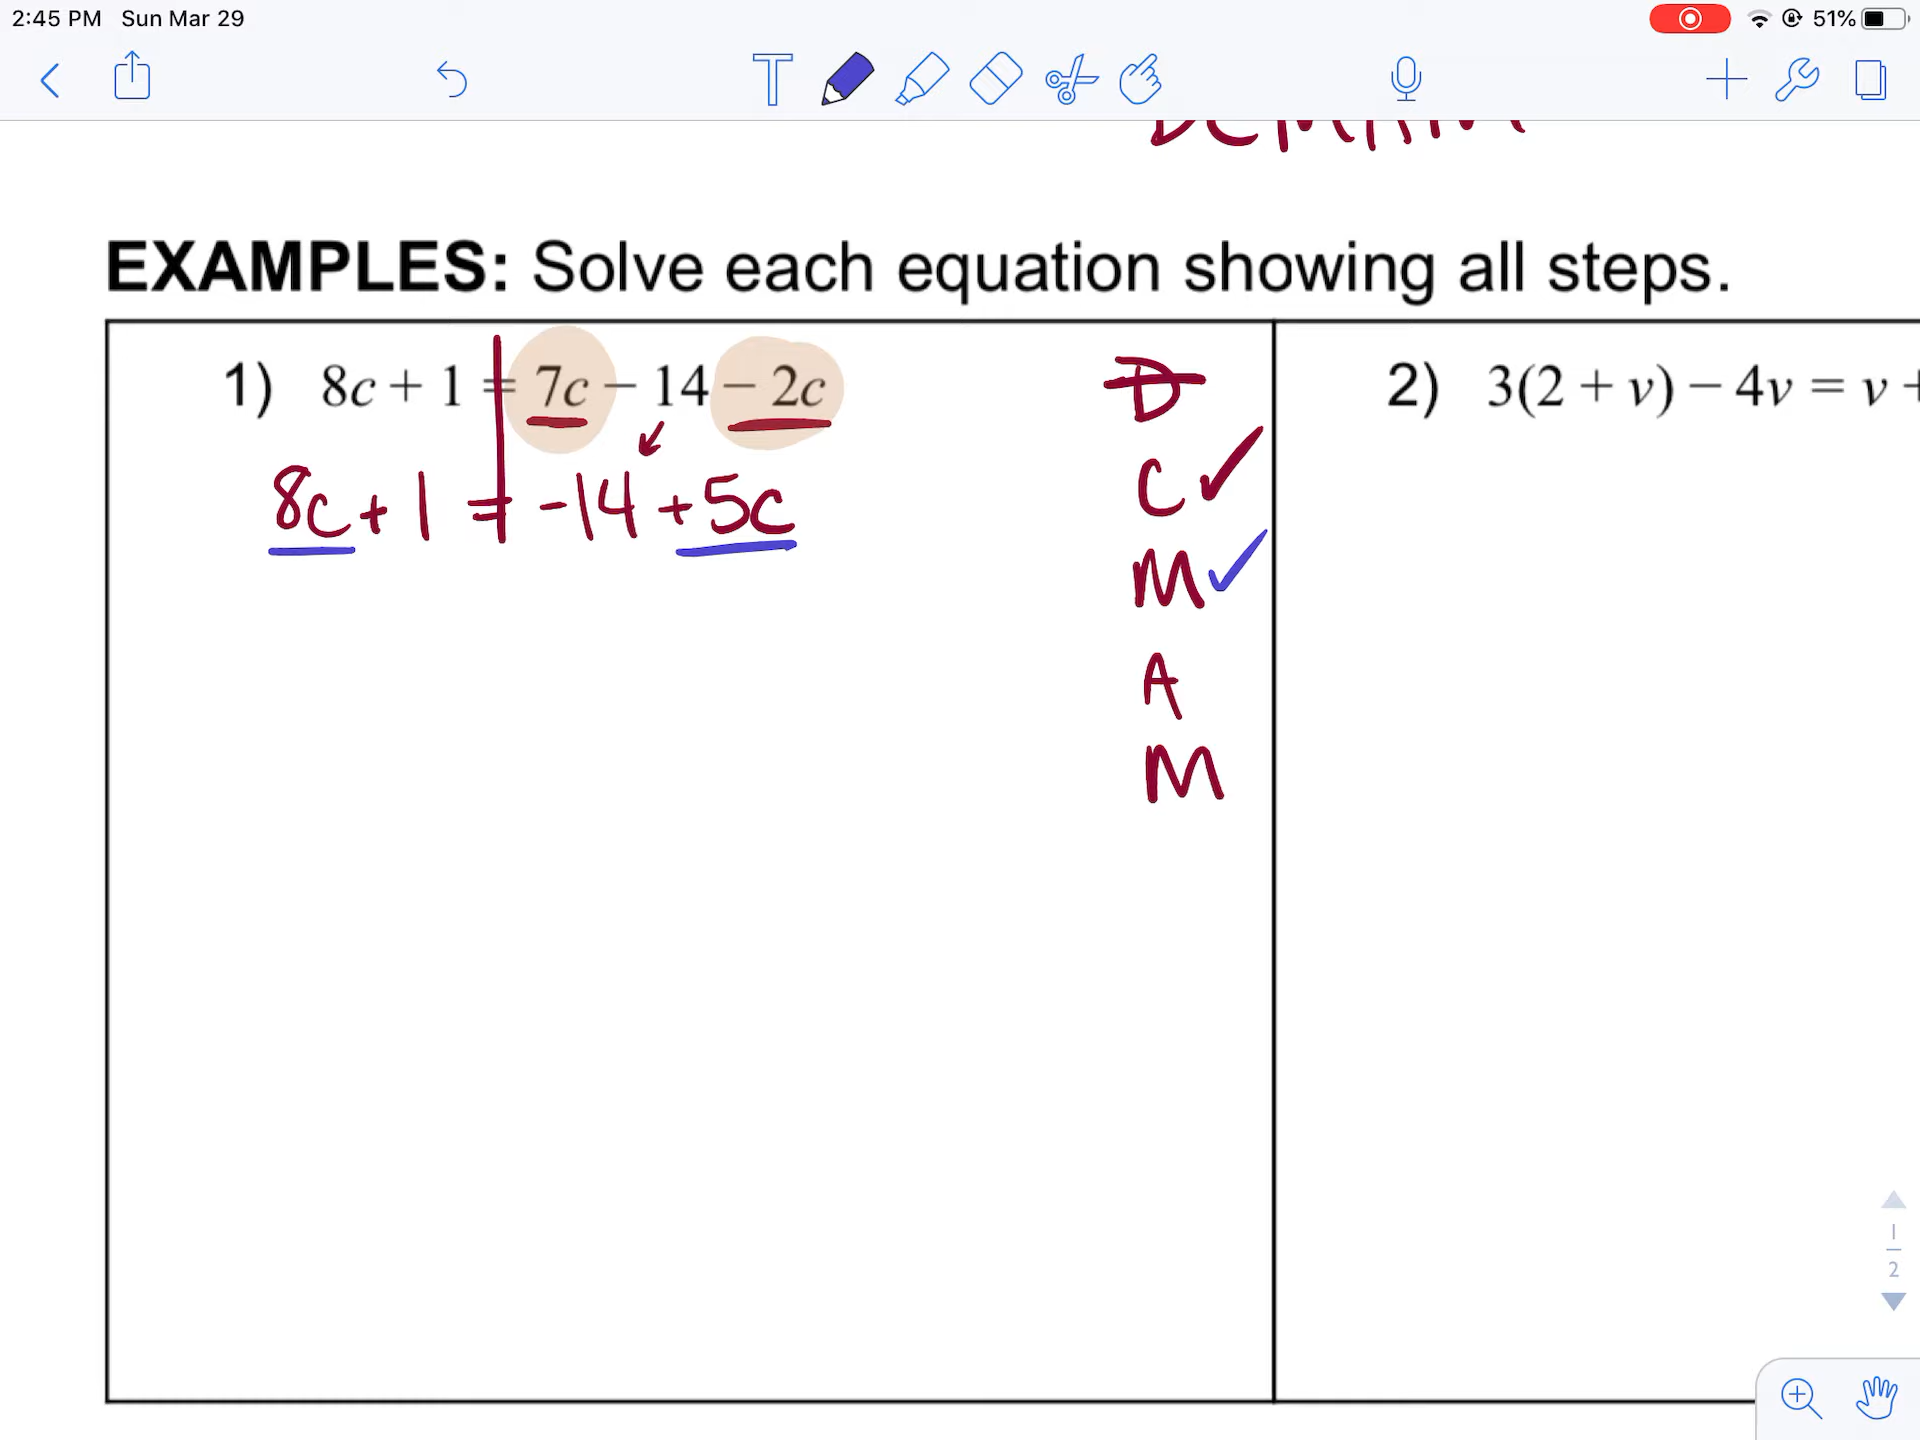 2:45 PM Sun Mar 29
51%
T
EXAMPLES: Solve each equation showing all steps.
1) 8c + 1 = 7c − 14 − 2c
8c + 1 = -14 + 5c
D
C ✓
M ✓
A
M
2) 3(2 + v) − 4v = v +
1
2